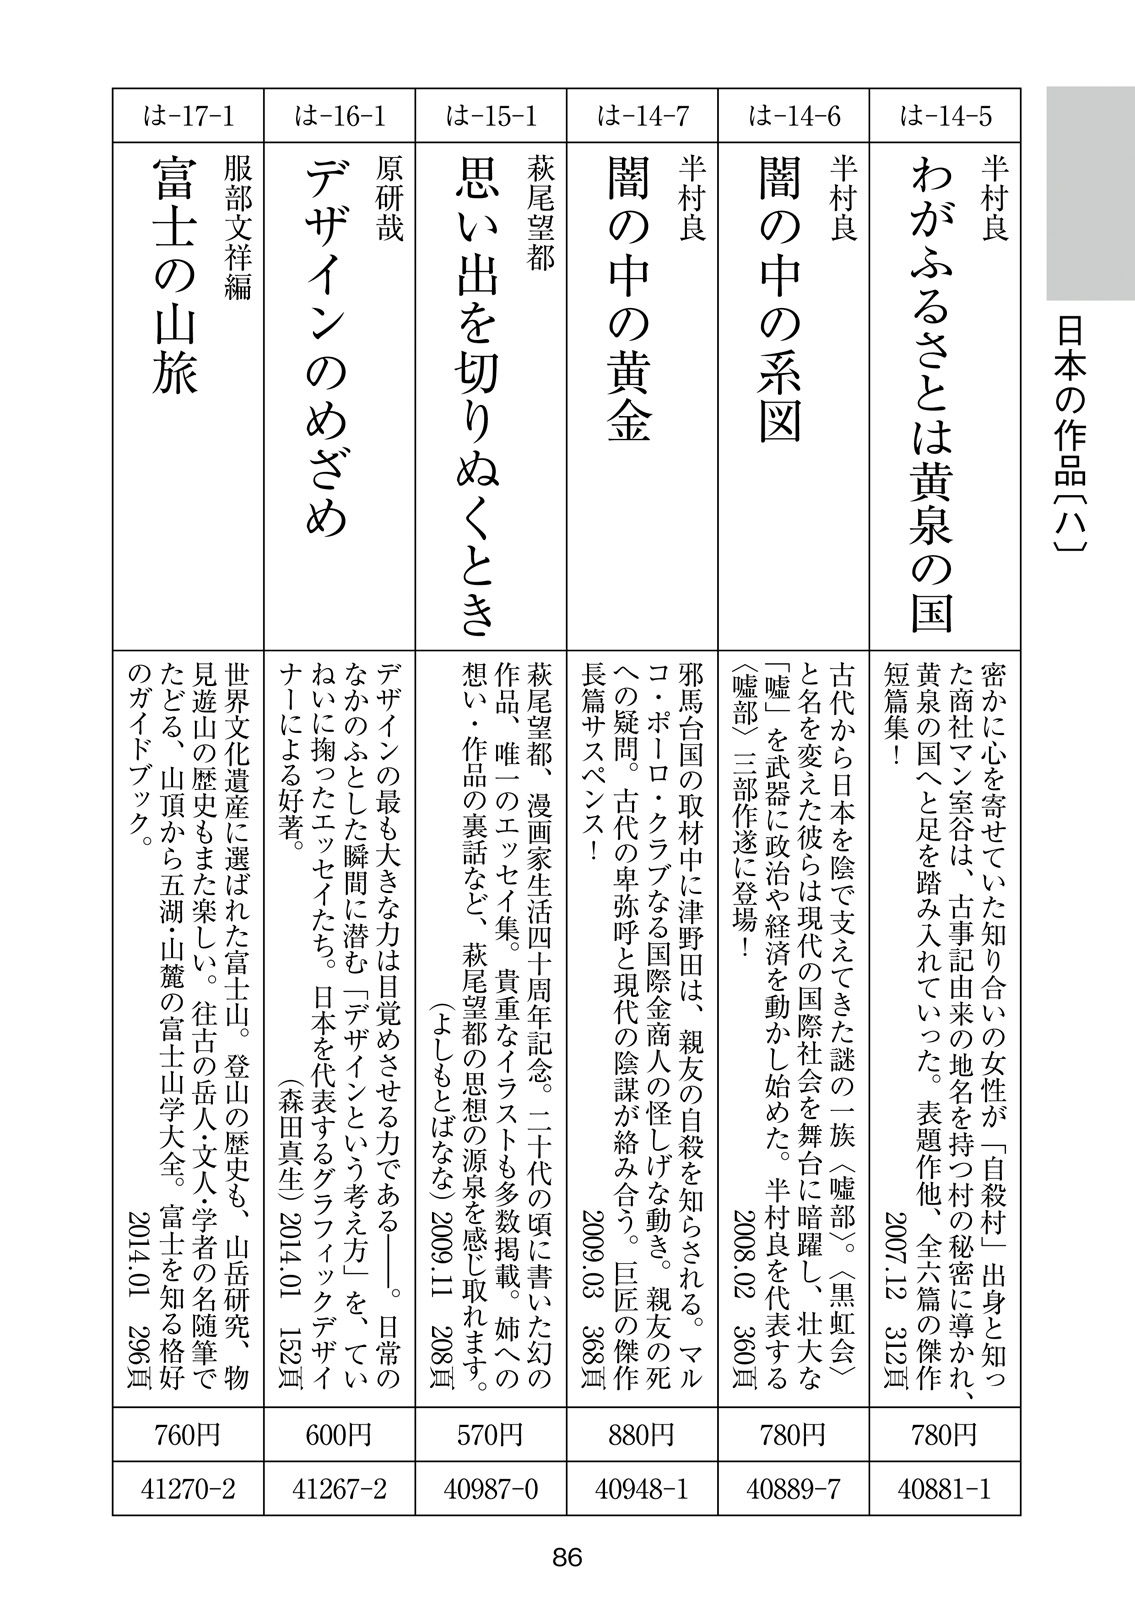 日本の作品〔ハ〕
は-14-5
半村良
わがふるさとは黄泉の国
密かに心を寄せていた知り合いの女性が「自殺村」出身と知っ
た商社マン室谷は、古事記由来の地名を持つ村の秘密に導かれ、
黄泉の国へと足を踏み入れていった。表題作他、全六篇の傑作
短篇集！ 2007.12 312頁
780円
40881-1
は-14-6
半村良
闇の中の系図
古代から日本を陰で支えてきた謎の一族〈嘘部〉。〈黒虹会〉
と名を変えた彼らは現代の国際社会を舞台に暗躍し、壮大な
「嘘」を武器に政治や経済を動かし始めた。半村良を代表する
〈嘘部〉三部作遂に登場！ 2008.02 360頁
780円
40889-7
は-14-7
半村良
闇の中の黄金
邪馬台国の取材中に津野田は、親友の自殺を知らされる。マル
コ・ポーロ・クラブなる国際金商人の怪しげな動き。親友の死
への疑問。古代の卑弥呼と現代の陰謀が絡み合う。巨匠の傑作
長篇サスペンス！ 2009.03 368頁
880円
40948-1
は-15-1
萩尾望都
思い出を切りぬくとき
萩尾望都、漫画家生活四十周年記念。二十代の頃に書いた幻の
作品、唯一のエッセイ集。貴重なイラストも多数掲載。姉への
想い・作品の裏話など、萩尾望都の思想の源泉を感じ取れます。
（よしもとばなな） 2009.11 208頁
570円
40987-0
は-16-1
原研哉
デザインのめざめ
デザインの最も大きな力は目覚めさせる力である――。日常の
なかのふとした瞬間に潜む「デザインという考え方」を、てい
ねいに掬ったエッセイたち。日本を代表するグラフィックデザイ
ナーによる好著。 （森田真生） 2014.01 152頁
600円
41267-2
は-17-1
服部文祥編
富士の山旅
世界文化遺産に選ばれた富士山。登山の歴史も、山岳研究、物
見遊山の歴史もまた楽しい。往古の岳人・文人・学者の名随筆で
たどる、山頂から五湖・山麓の富士山学大全。富士を知る格好
のガイドブック。 2014.01 296頁
760円
41270-2
86